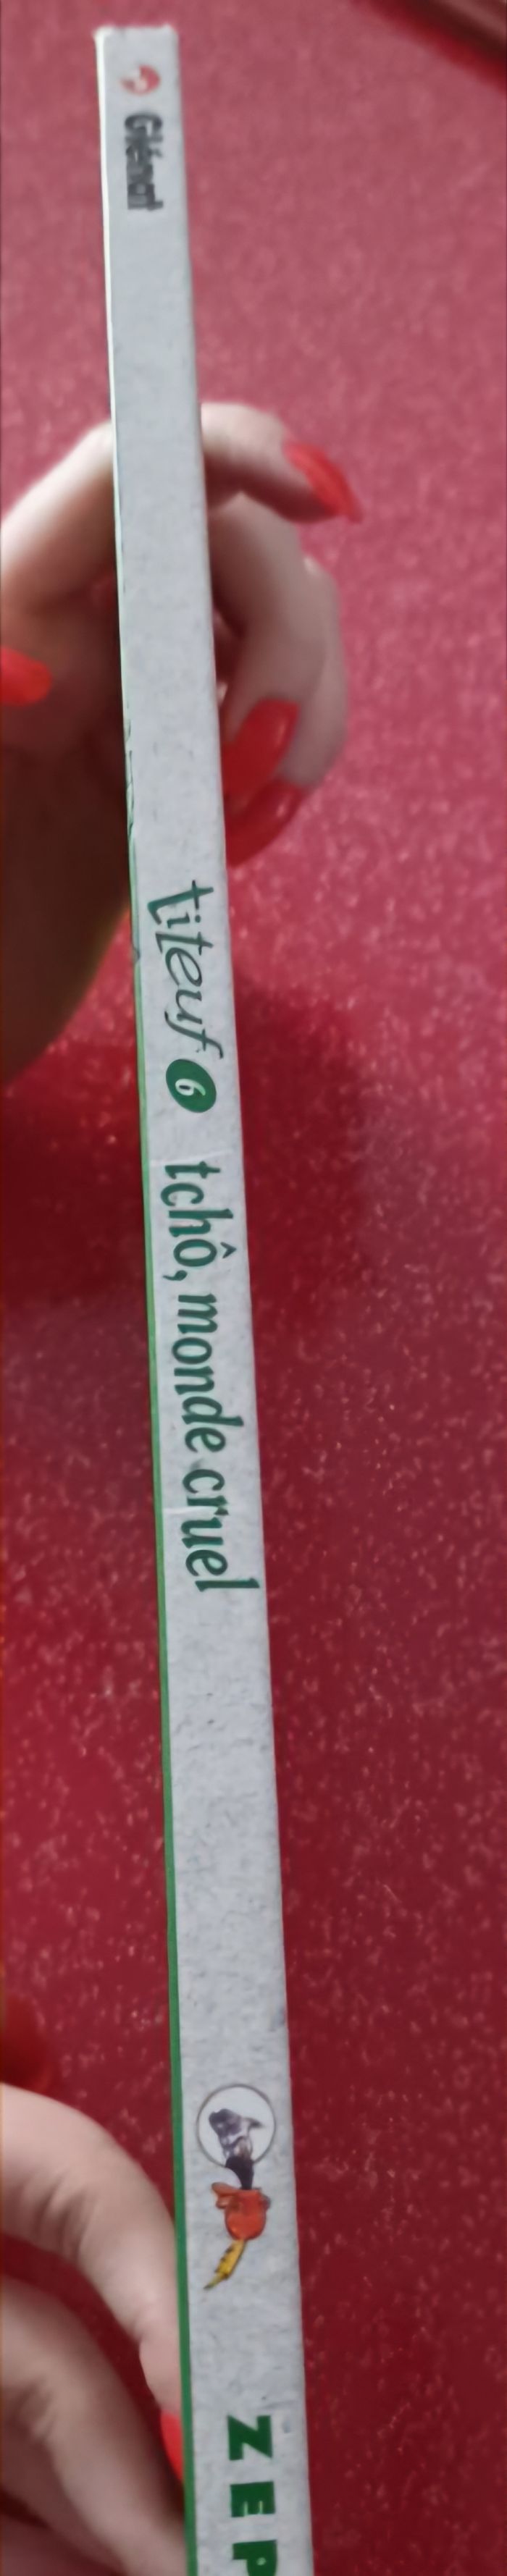 Glénat
titeuf 6 tchô, monde cruel
ZEP